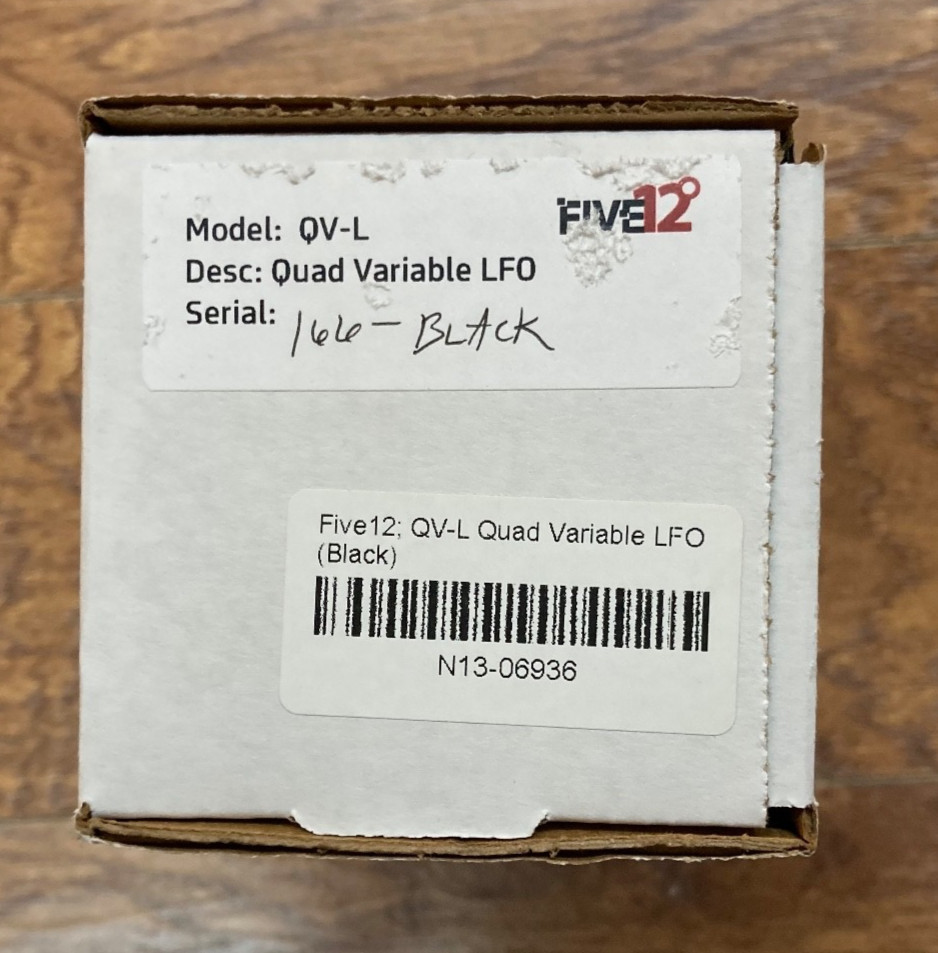 FIVE12
Model: QV-L
Desc: Quad Variable LFO
Serial: 166-BLACK
Five12; QV-L Quad Variable LFO
(Black)
N13-06936